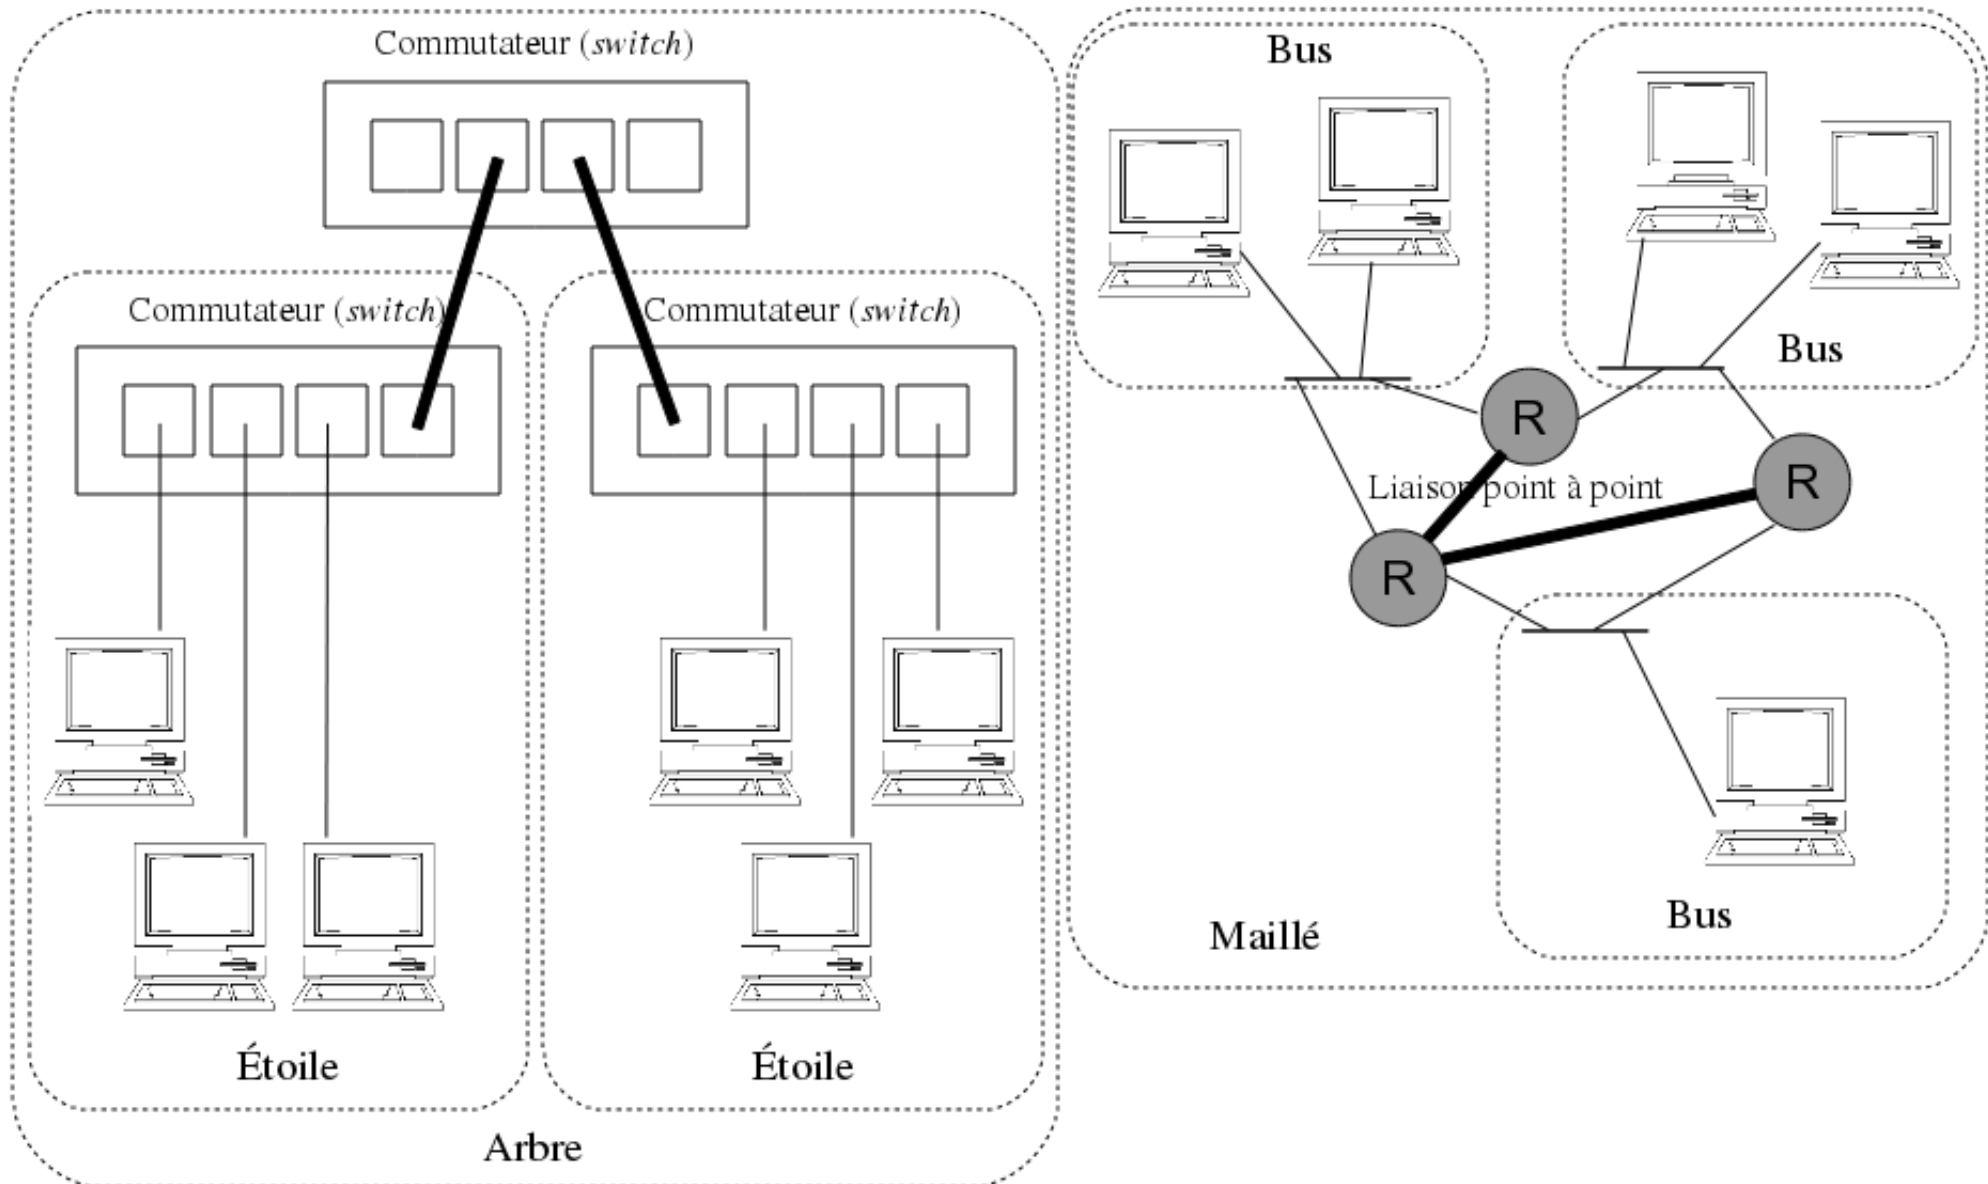 Commutateur (switch)
Commutateur (switch)
Commutateur (switch)
Étoile
Étoile
Arbre
Bus
Bus
R
R
Liaison point à point
R
Bus
Maillé